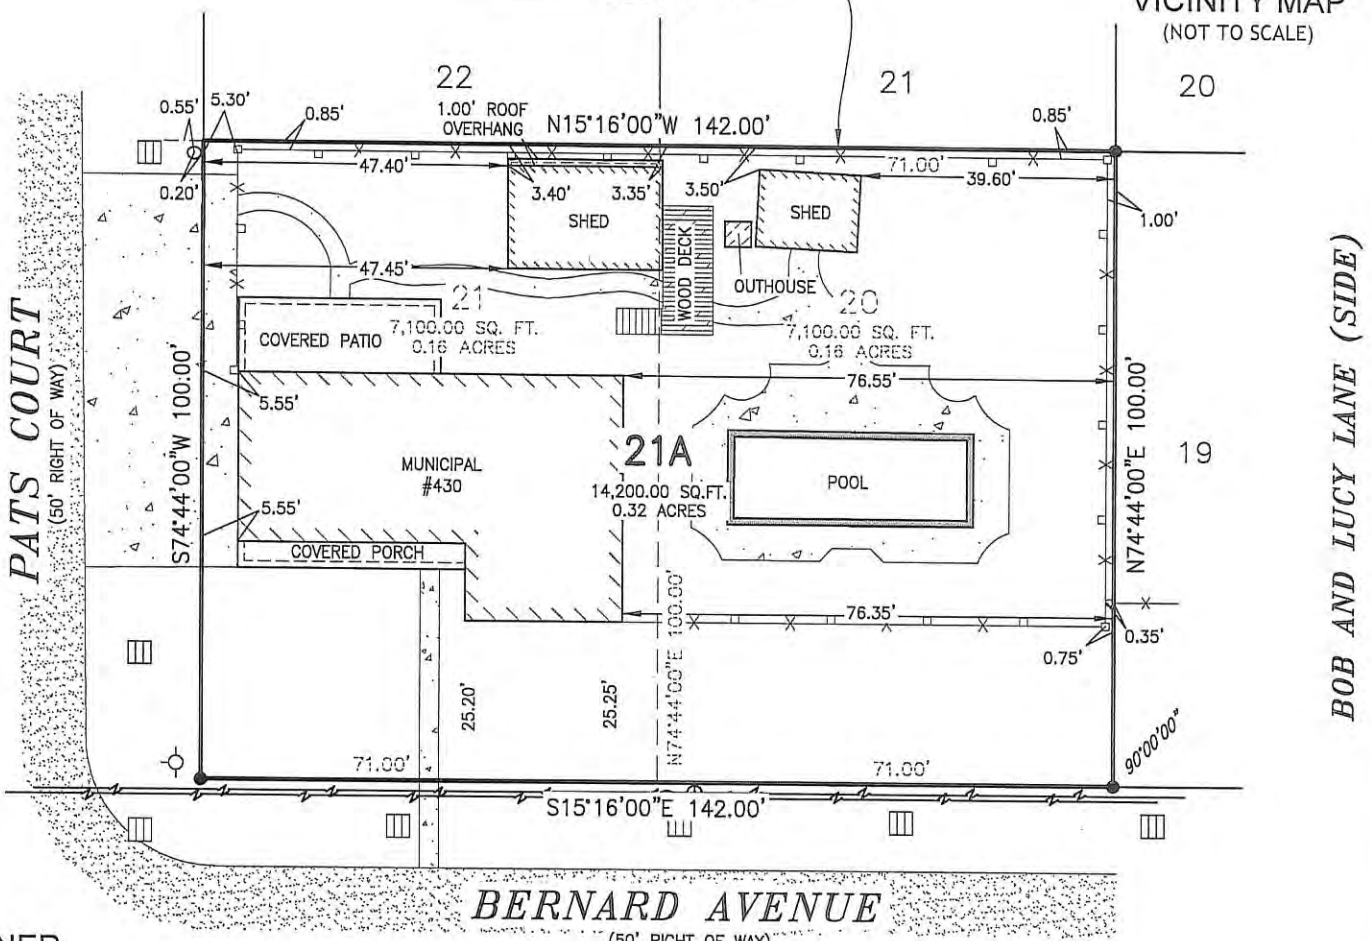 VICINITY MAP
(NOT TO SCALE)
22
21
20
0.55'
5.30'
0.85'
1.00' ROOF
OVERHANG
N15°16'00"W 142.00'
0.85'
47.40'
71.00'
39.60'
0.20'
3.40'
3.35'
3.50'
1.00'
SHED
SHED
WOOD DECK
OUTHOUSE
47.45'
21
7,100.00 SQ. FT.
0.16 ACRES
20
7,100.00 SQ. FT.
0.16 ACRES
COVERED PATIO
76.55'
PATS COURT
(50' RIGHT OF WAY)
S74°44'00"W 100.00'
5.55'
MUNICIPAL
#430
21A
14,200.00 SQ.FT.
0.32 ACRES
POOL
N74°44'00"E 100.00'
19
BOB AND LUCY LANE (SIDE)
5.55'
COVERED PORCH
76.35'
0.35'
0.75'
25.20'
25.25'
N74°44'00"E 100.00'
90°00'00"
71.00'
71.00'
S15°16'00"E 142.00'
BERNARD AVENUE
(50' RIGHT OF WAY)